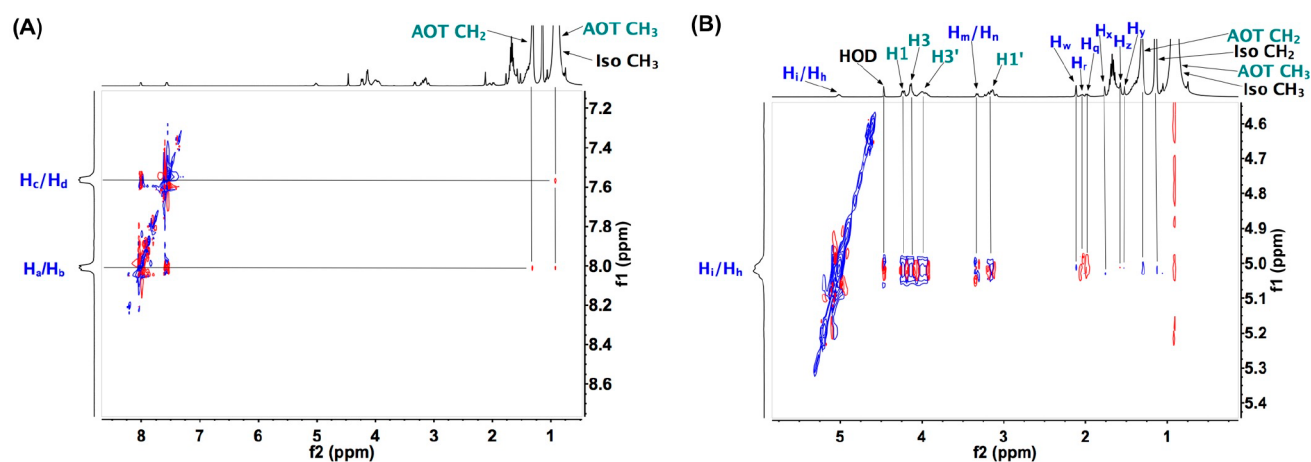 (A)
AOT CH2
AOT CH3
Iso CH3
Hc/Hd
Ha/Hb
7.2
7.4
7.6
7.8
8.0
8.2
8.4
8.6
f1 (ppm)
8 7 6 5 4 3 2 1
f2 (ppm)
(B)
Hi/Hh
HOD
H1
H3
H3'
Hm/Hn
H1'
Hw
Hr
Hq
Hx
Hz
Hy
AOT CH2
Iso CH2
AOT CH3
Iso CH3
Hi/Hh
4.6
4.7
4.8
4.9
5.0
5.1
5.2
5.3
5.4
f1 (ppm)
5 4 3 2 1
f2 (ppm)